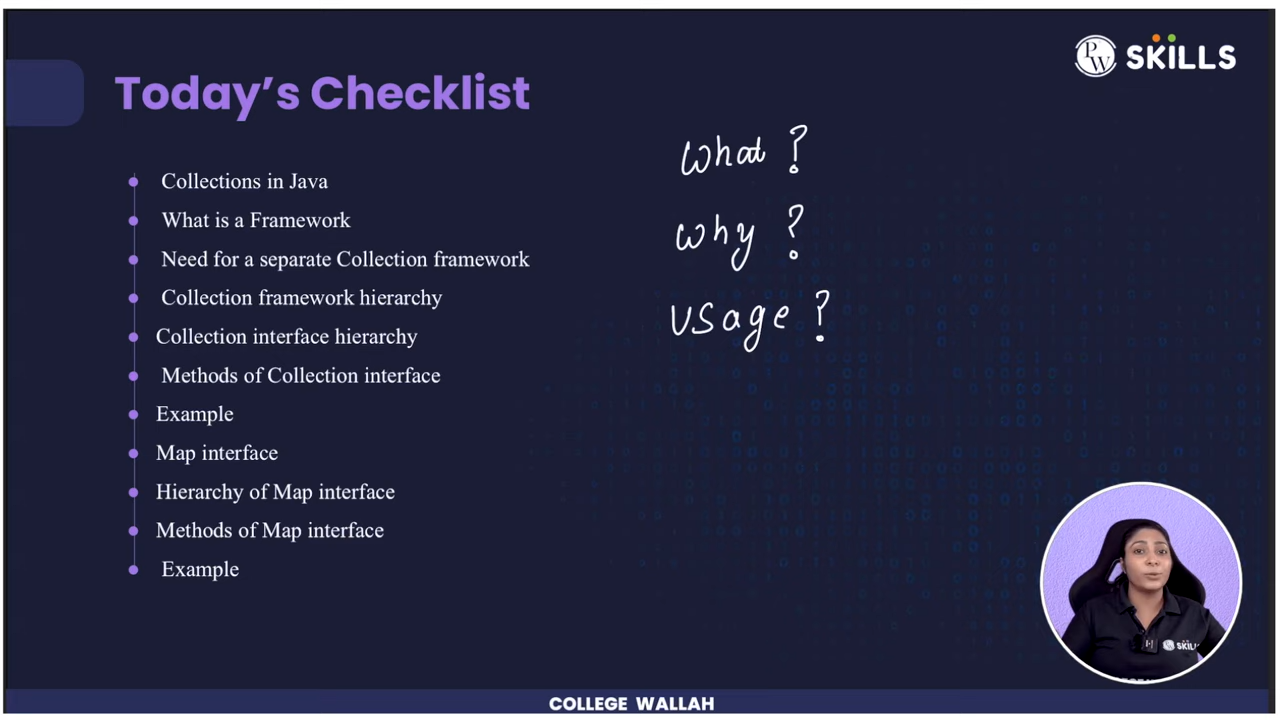 PW SKILLS
Today's Checklist
Collections in Java
What is a Framework
Need for a separate Collection framework
Collection framework hierarchy
Collection interface hierarchy
Methods of Collection interface
Example
Map interface
Hierarchy of Map interface
Methods of Map interface
Example
What ?
Why ?
Usage ?
SKILLS
COLLEGE WALLAH